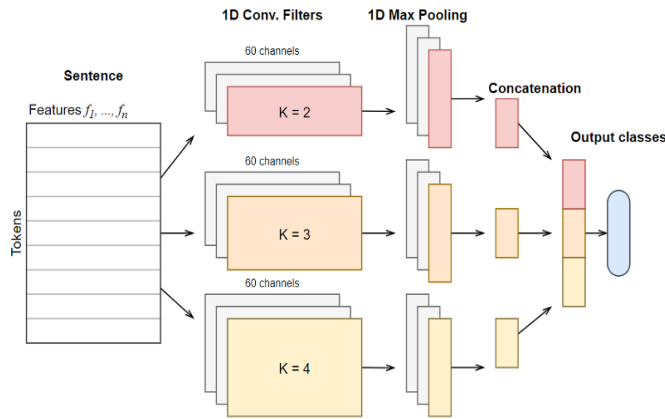 1D Conv. Filters
1D Max Pooling
60 channels
Sentence
Features f1, ..., fn
Tokens
K = 2
Concatenation
Output classes
60 channels
K = 3
60 channels
K = 4